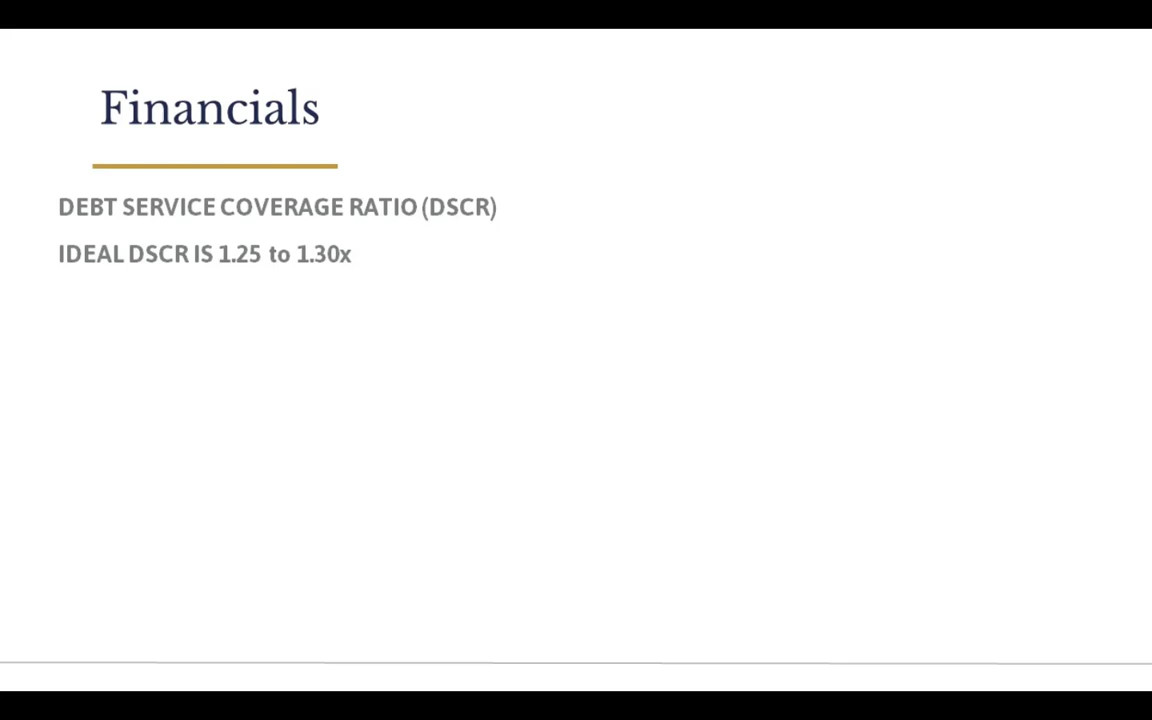 Financials
DEBT SERVICE COVERAGE RATIO (DSCR)
IDEAL DSCR IS 1.25 to 1.30x